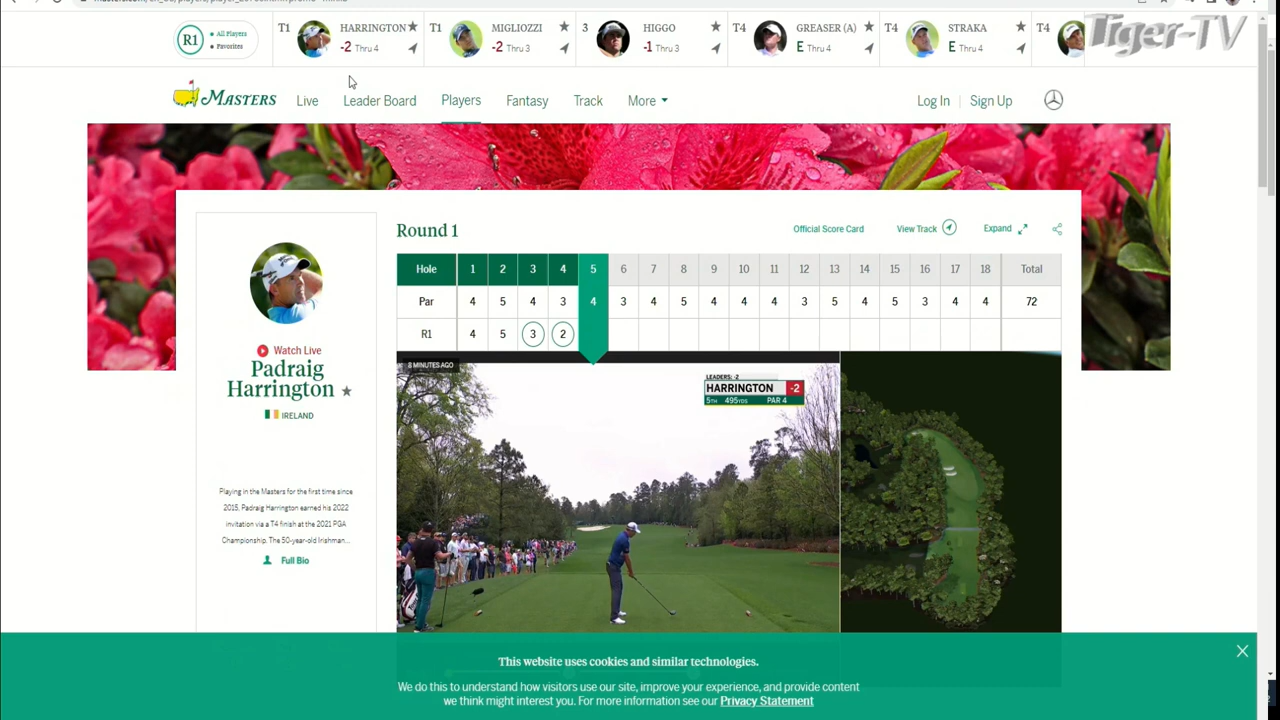 Tiger-TV
R1
All Players
Favorites
T1 HARRINGTON -2 Thru 4
T1 MIGLIOZZI -2 Thru 3
3 HIGGO -1 Thru 3
T4 GREASER (A) E Thru 4
T4 STRAKA E Thru 4
T4
MASTERS
Live Leader Board Players Fantasy Track More
Log In Sign Up
Round 1
Official Score Card View Track Expand
Hole 1 2 3 4 5 6 7 8 9 10 11 12 13 14 15 16 17 18 Total
Par 4 5 4 3 4 3 4 5 4 4 4 3 5 4 5 3 4 4 72
R1 4 5 3 2
Watch Live
Padraig
Harrington
IRELAND
Playing in the Masters for the first time since
2015, Padraig Harrington earned his 2022
invitation via a T4 finish at the 2021 PGA
Championship. The 50-year-old Irishman...
Full Bio
8 MINUTES AGO
LEADERS: -2
HARRINGTON -2
5TH 495YDS PAR 4
This website uses cookies and similar technologies.
We do this to understand how visitors use our site, improve your experience, and provide content
we think might interest you. For more information see our Privacy Statement